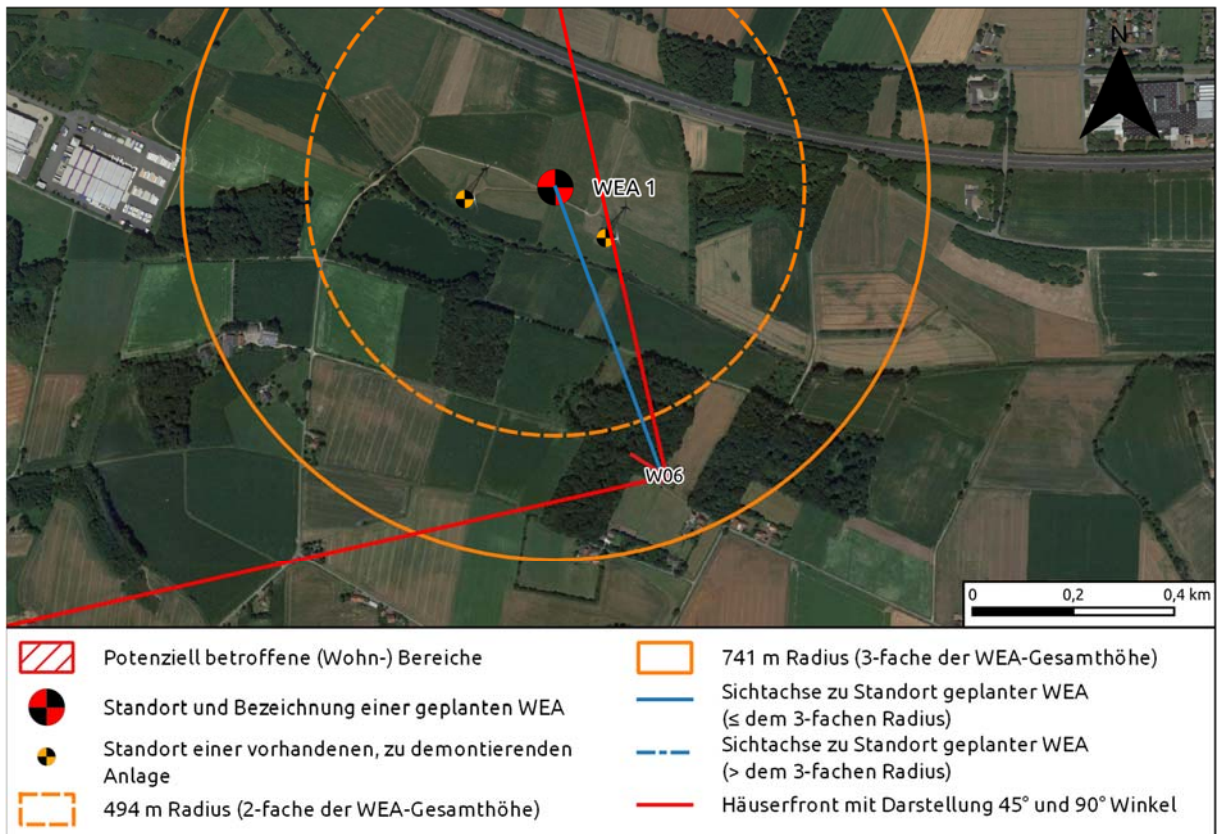 N
WEA 1
W06
0 0,2 0,4 km
Potenziell betroffene (Wohn-) Bereiche
Standort und Bezeichnung einer geplanten WEA
Standort einer vorhandenen, zu demontierenden
Anlage
494 m Radius (2-fache der WEA-Gesamthöhe)
741 m Radius (3-fache der WEA-Gesamthöhe)
Sichtachse zu Standort geplanter WEA
(≤ dem 3-fachen Radius)
Sichtachse zu Standort geplanter WEA
(> dem 3-fachen Radius)
Häuserfront mit Darstellung 45° und 90° Winkel